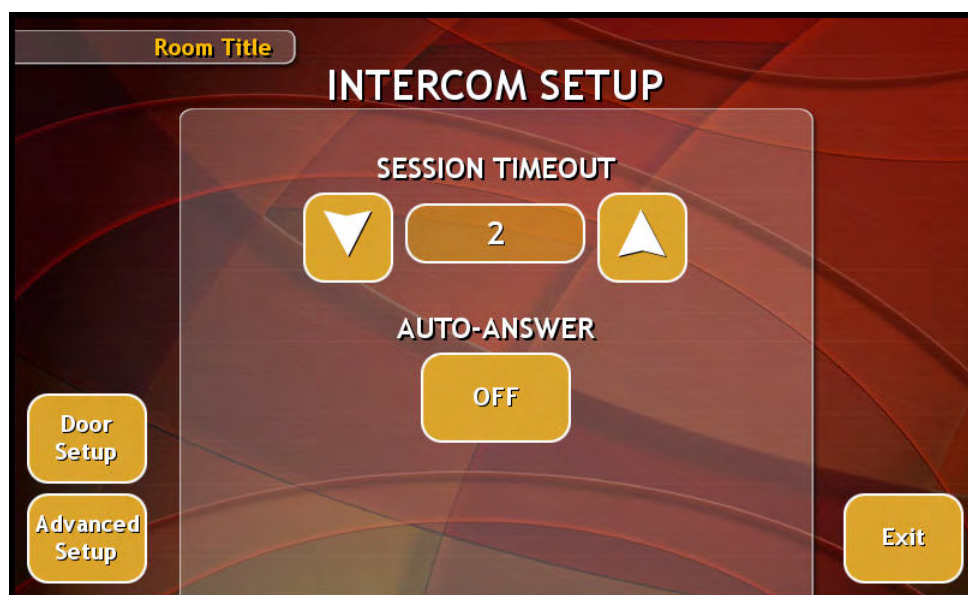 Room Title
INTERCOM SETUP
SESSION TIMEOUT
2
AUTO-ANSWER
OFF
Door
Setup
Advanced
Setup
Exit